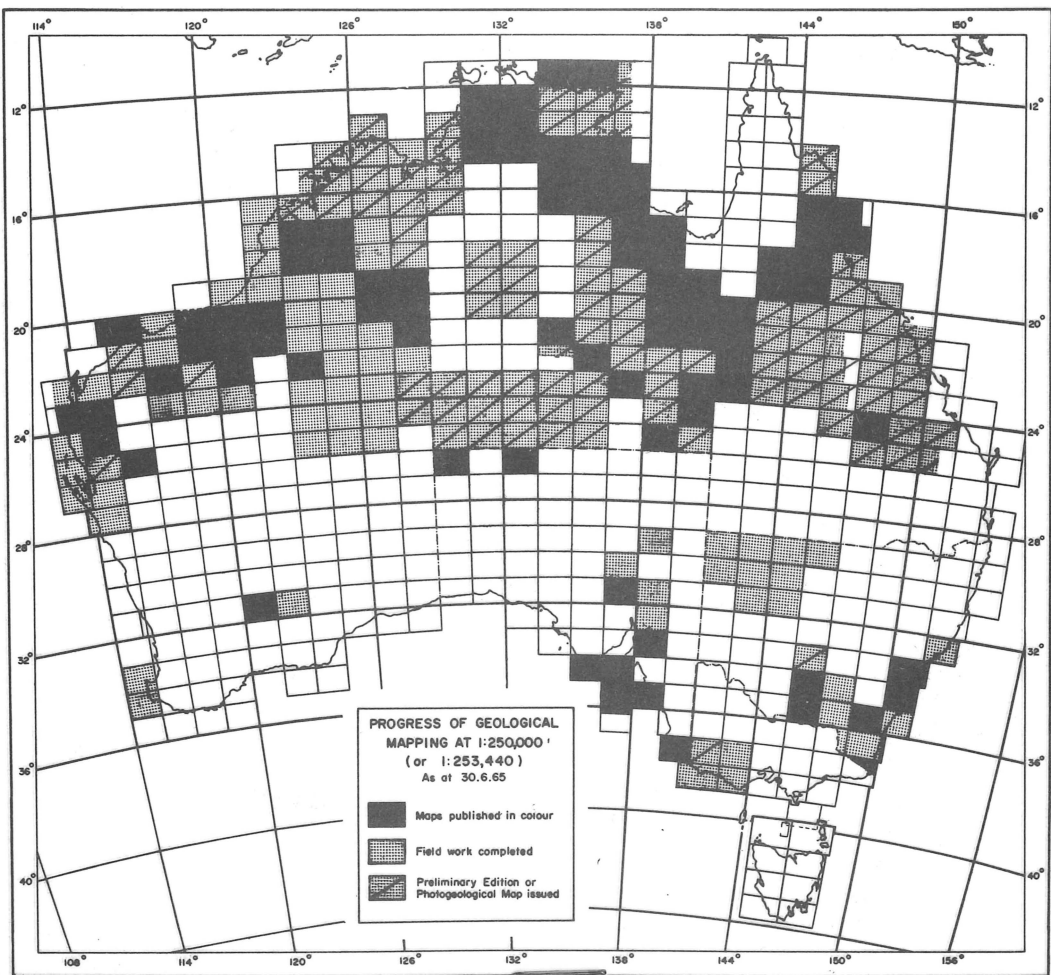 114° 120° 126° 132° 138° 144° 150°
12° 12°
16° 16°
20° 20°
24° 24°
28° 28°
32° 32°
36° 36°
40° 40°
PROGRESS OF GEOLOGICAL
MAPPING AT 1:250,000
(or 1:253,440)
As at 30.6.65
Maps published in colour
Field work completed
Preliminary Edition or
Photogeological Map issued
108° 114° 120° 126° 132° 138° 144° 150° 156°